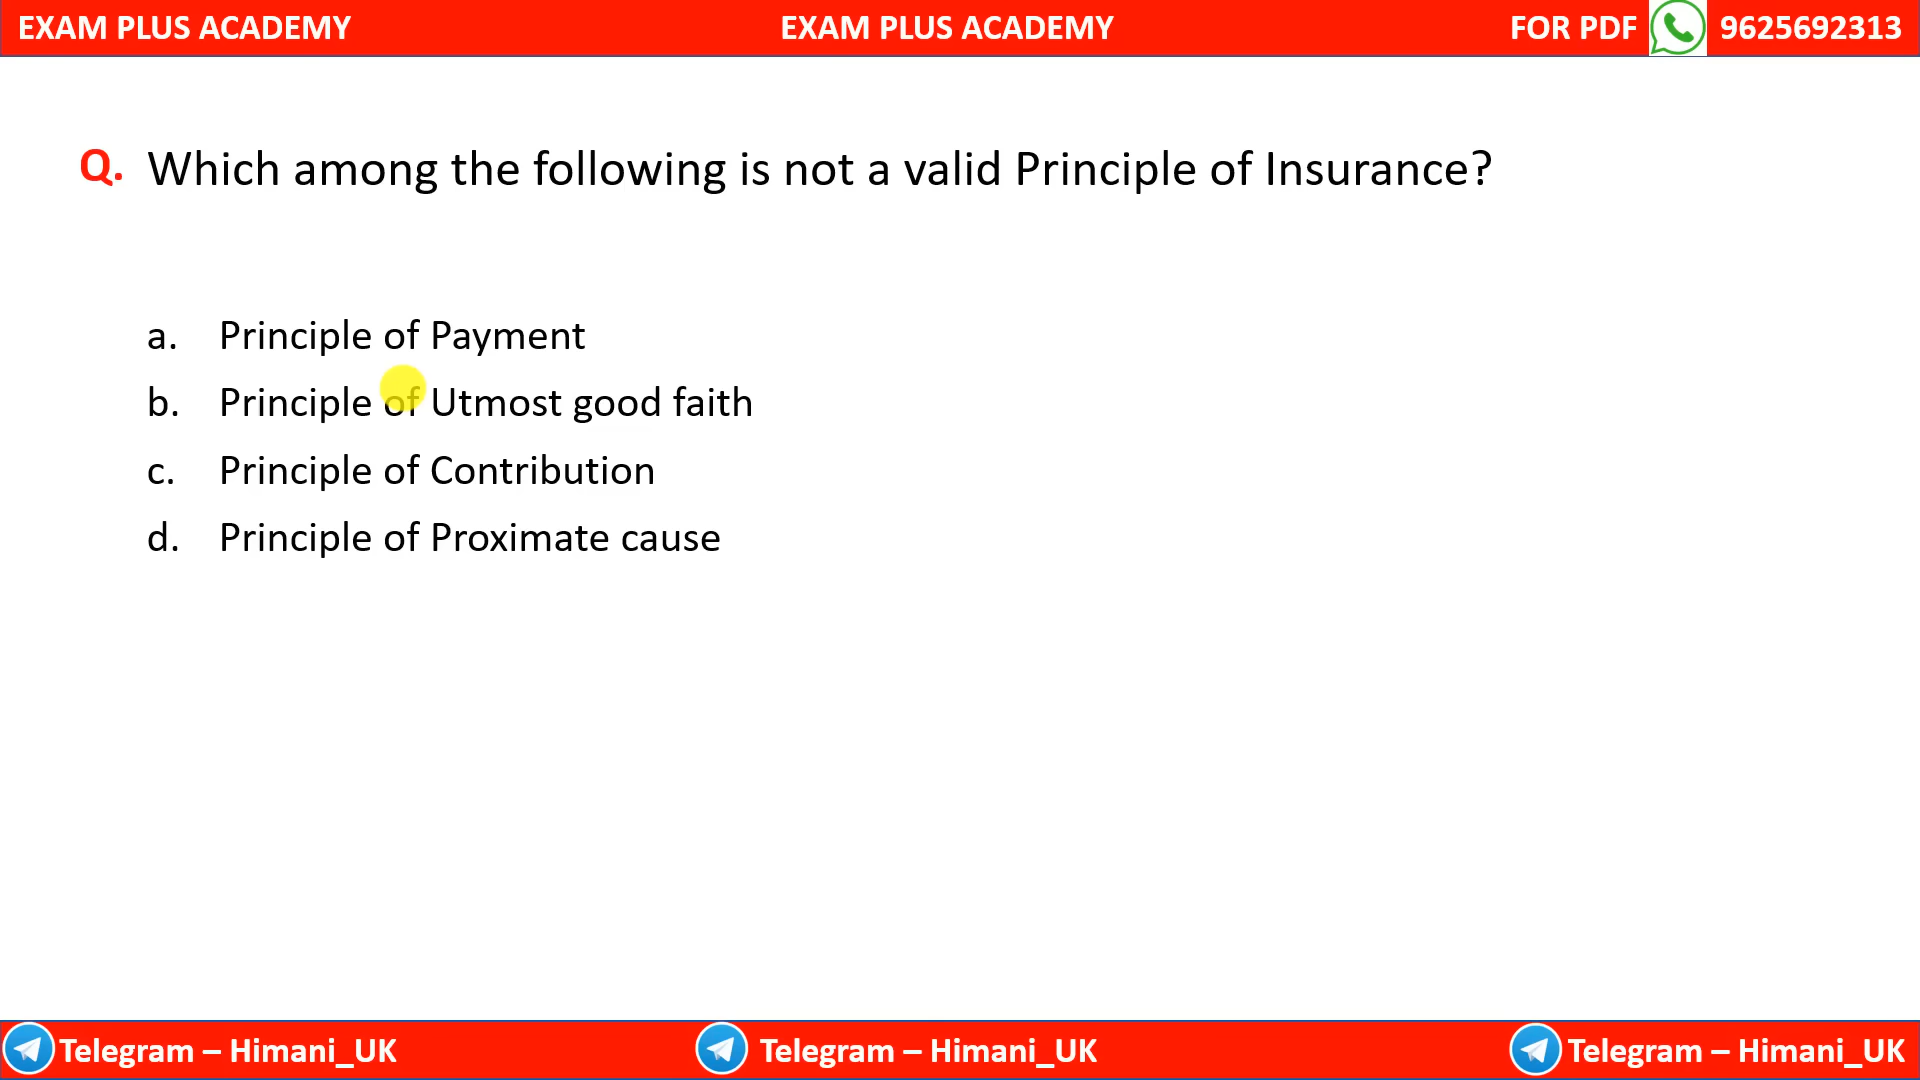 EXAM PLUS ACADEMY EXAM PLUS ACADEMY FOR PDF 9625692313
Q. Which among the following is not a valid Principle of Insurance?
a. Principle of Payment
b. Principle of Utmost good faith
c. Principle of Contribution
d. Principle of Proximate cause
Telegram – Himani_UK Telegram – Himani_UK Telegram – Himani_UK